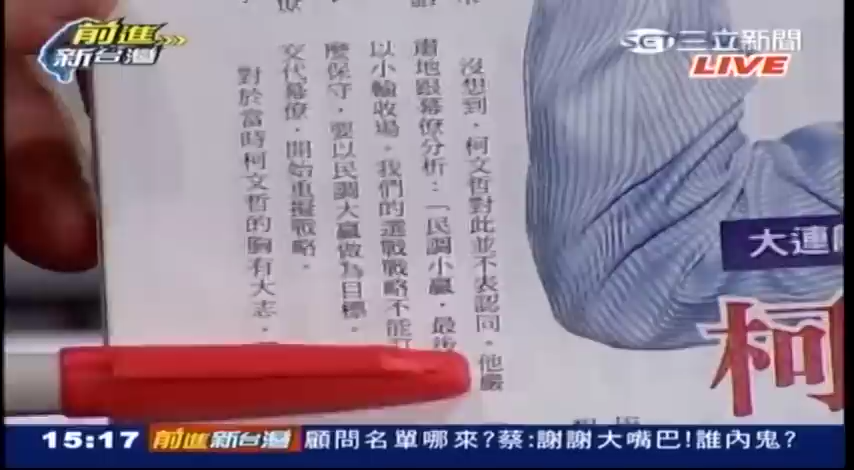 前進
新台灣
SET 三立新聞
LIVE
沒想到，柯文哲對此並不表認同。他嚴
肅地跟幕僚分析：「民調小贏，最後
以小輸收場。我們的選戰戰略不能
麼保守，要以民調大贏做為目標。
交代幕僚，開始重擬戰略。
對於當時柯文哲的胸有大志，
大連
柯
15:17 前進新台灣 顧問名單哪來?蔡:謝謝大嘴巴!誰內鬼?